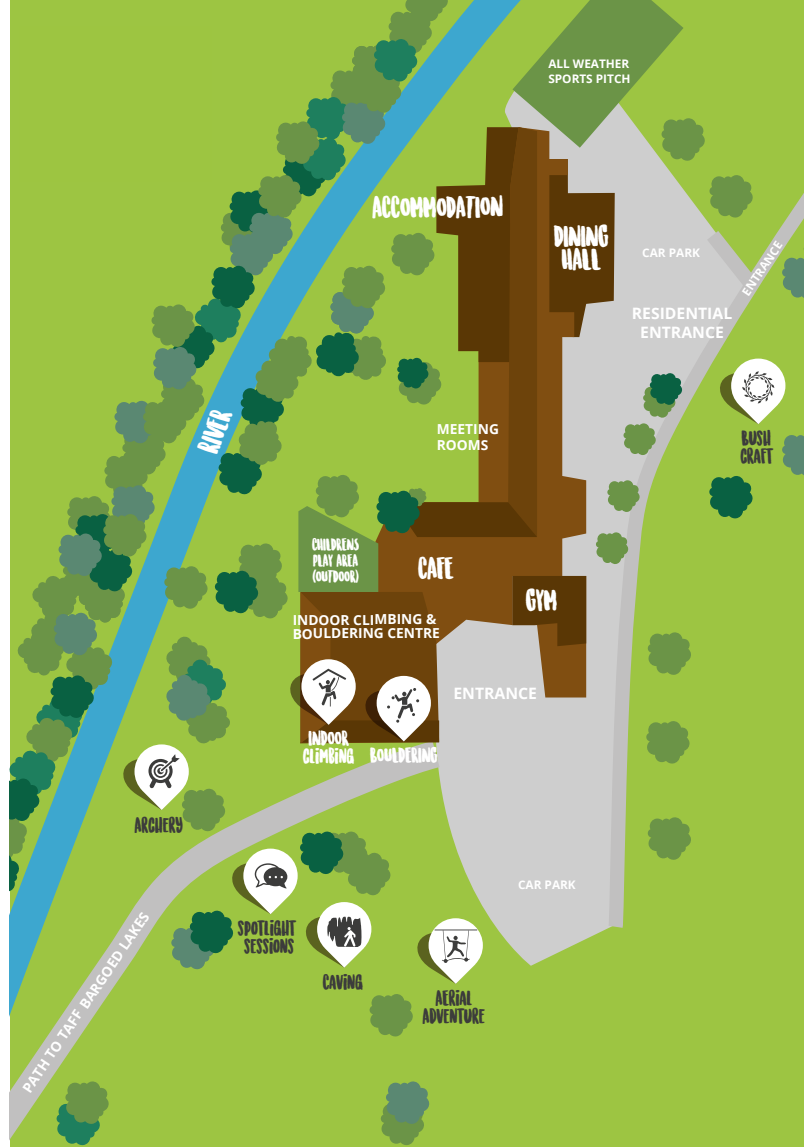 ALL WEATHER
SPORTS PITCH
ACCOMMODATION
DINING
HALL
CAR PARK
ENTRANCE
RESIDENTIAL
ENTRANCE
RIVER
MEETING
ROOMS
BUSH
CRAFT
CHILDRENS
PLAY AREA
(OUTDOOR)
CAFE
GYM
INDOOR CLIMBING &
BOULDERING CENTRE
ENTRANCE
INDOOR
CLIMBING
BOULDERING
ARCHERY
CAR PARK
SPOTLIGHT
SESSIONS
CAVING
AERIAL
ADVENTURE
PATH TO TAFF BARGOED LAKES